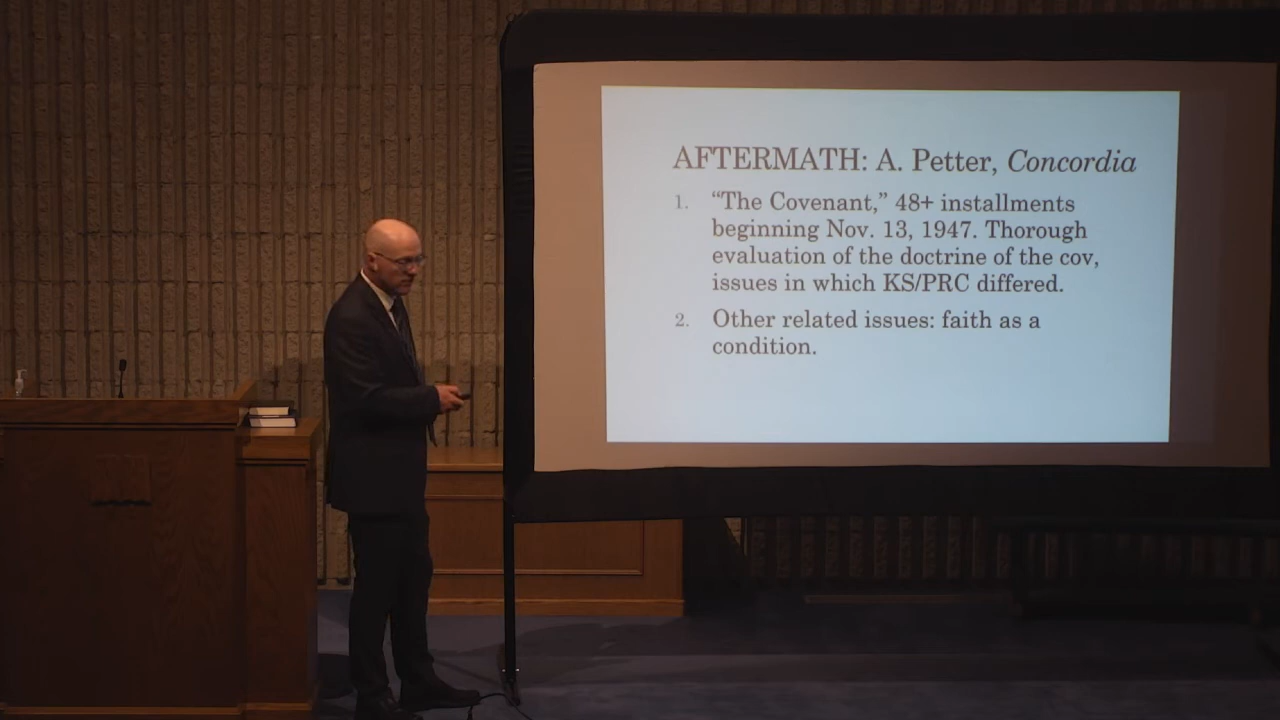 AFTERMATH: A. Petter, Concordia
1. “The Covenant,” 48+ installments
beginning Nov. 13, 1947. Thorough
evaluation of the doctrine of the cov,
issues in which KS/PRC differed.
2. Other related issues: faith as a
condition.